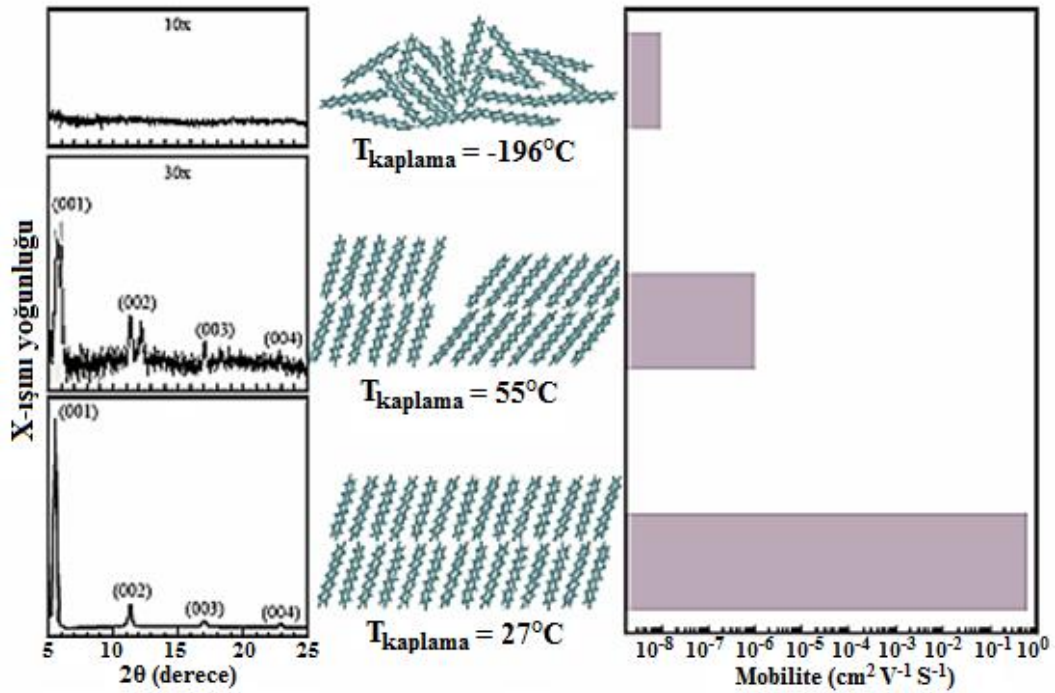 X-ışını yoğunluğu
10x
30x
(001)
(002)
(003)
(004)
(001)
(002)
(003)
(004)
5 10 15 20 25
2θ (derece)
Tkaplama = -196°C
Tkaplama = 55°C
Tkaplama = 27°C
10-8 10-7 10-6 10-5 10-4 10-3 10-2 10-1 100
Mobilite (cm2 V-1 S-1)